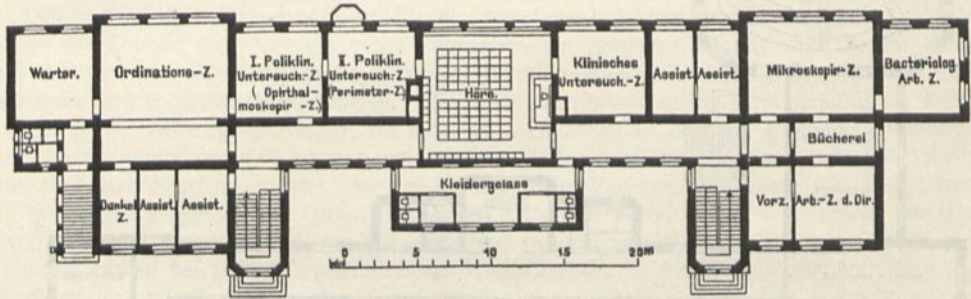 Warter.
Ordinations-Z.
I. Poliklin.
Untersuch.-Z.
( Ophthal-
moskopir -Z.)
II. Poliklin.
Untersuch.-Z.
(Perimeter-Z)
Hörs.
Klinisches
Untersuch.-Z.
Assist.
Assist.
Mikroskopir-Z.
Bacteriolog.
Arb. Z.
Bücherei
Kleidergelass
Dunkel
Z.
Assist.
Assist.
Vorz.
Arb.-Z. d. Dir.
0 5 10 15 20m